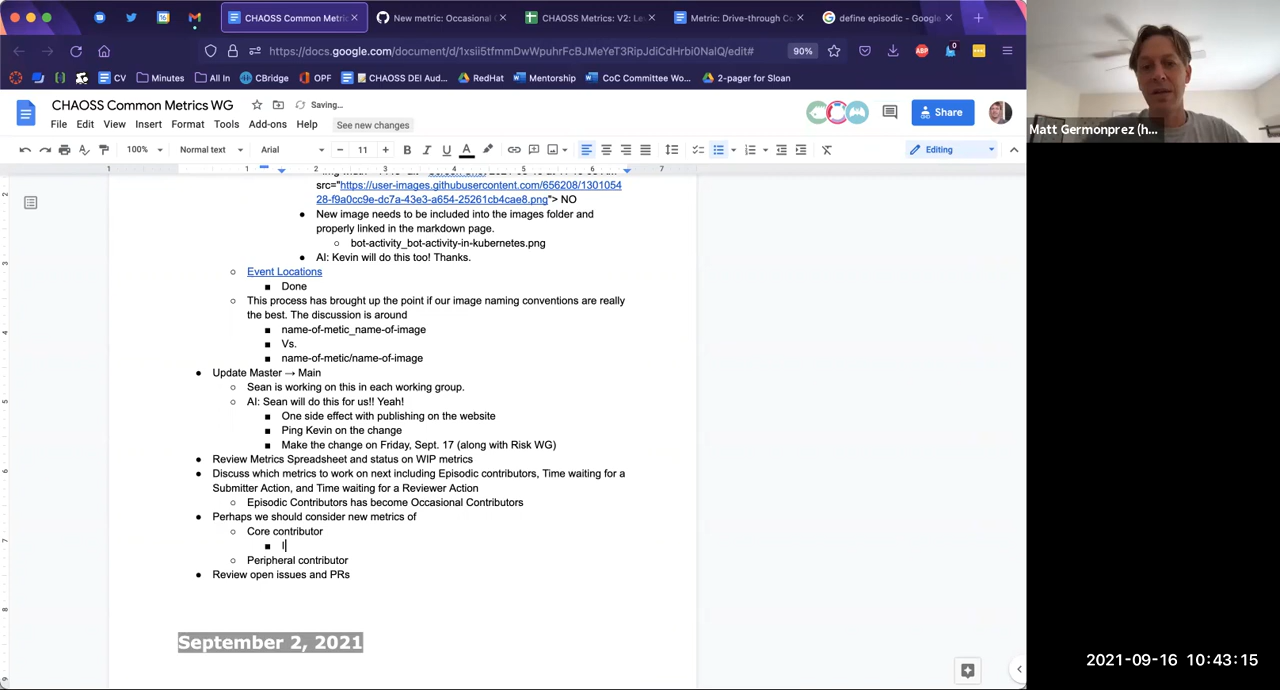 CHAOSS Common Metric
New metric: Occasional C
CHAOSS Metrics: V2: Le
Metric: Drive-through Co
define episodic - Google
https://docs.google.com/document/d/1xsii5tfmmDwWpuhrFcBJMeYeT3RipJdiCdHrbi0NaIQ/edit#
90%
CV
Minutes
All In
CBridge
OPF
CHAOSS DEI Aud...
RedHat
Mentorship
CoC Committee Wo...
2-pager for Sloan
CHAOSS Common Metrics WG
Saving...
File Edit View Insert Format Tools Add-ons Help
See new changes
Share
100%
Normal text
Arial
11
Editing
src="https://user-images.githubusercontent.com/656208/1301054
28-f9a0cc9e-dc7a-43e3-a654-25261cb4cae8.png"> NO
New image needs to be included into the images folder and
properly linked in the markdown page.
bot-activity_bot-activity-in-kubernetes.png
AI: Kevin will do this too! Thanks.
Event Locations
Done
This process has brought up the point if our image naming conventions are really
the best. The discussion is around
name-of-metic_name-of-image
Vs.
name-of-metic/name-of-image
Update Master → Main
Sean is working on this in each working group.
AI: Sean will do this for us!! Yeah!
One side effect with publishing on the website
Ping Kevin on the change
Make the change on Friday, Sept. 17 (along with Risk WG)
Review Metrics Spreadsheet and status on WIP metrics
Discuss which metrics to work on next including Episodic contributors, Time waiting for a
Submitter Action, and Time waiting for a Reviewer Action
Episodic Contributors has become Occasional Contributors
Perhaps we should consider new metrics of
Core contributor
I
Peripheral contributor
Review open issues and PRs
September 2, 2021
Matt Germonprez (h...
2021-09-16 10:43:15